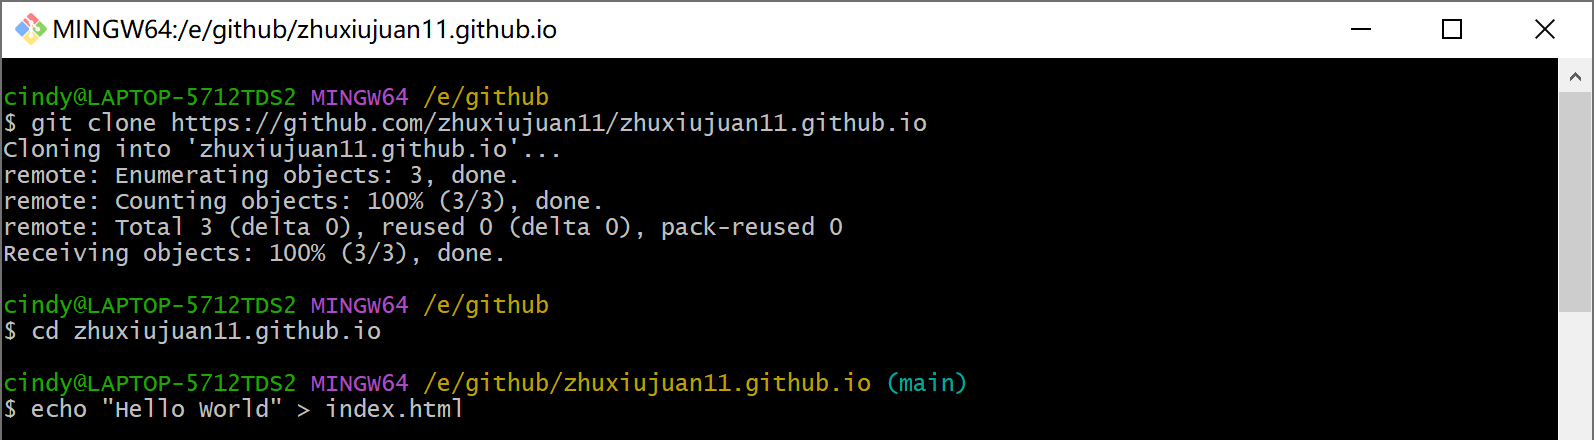 MINGW64:/e/github/zhuxiujuan11.github.io
cindy@LAPTOP-5712TDS2 MINGW64 /e/github
$ git clone https://github.com/zhuxiujuan11/zhuxiujuan11.github.io
Cloning into 'zhuxiujuan11.github.io'...
remote: Enumerating objects: 3, done.
remote: Counting objects: 100% (3/3), done.
remote: Total 3 (delta 0), reused 0 (delta 0), pack-reused 0
Receiving objects: 100% (3/3), done.
cindy@LAPTOP-5712TDS2 MINGW64 /e/github
$ cd zhuxiujuan11.github.io
cindy@LAPTOP-5712TDS2 MINGW64 /e/github/zhuxiujuan11.github.io (main)
$ echo "Hello World" > index.html